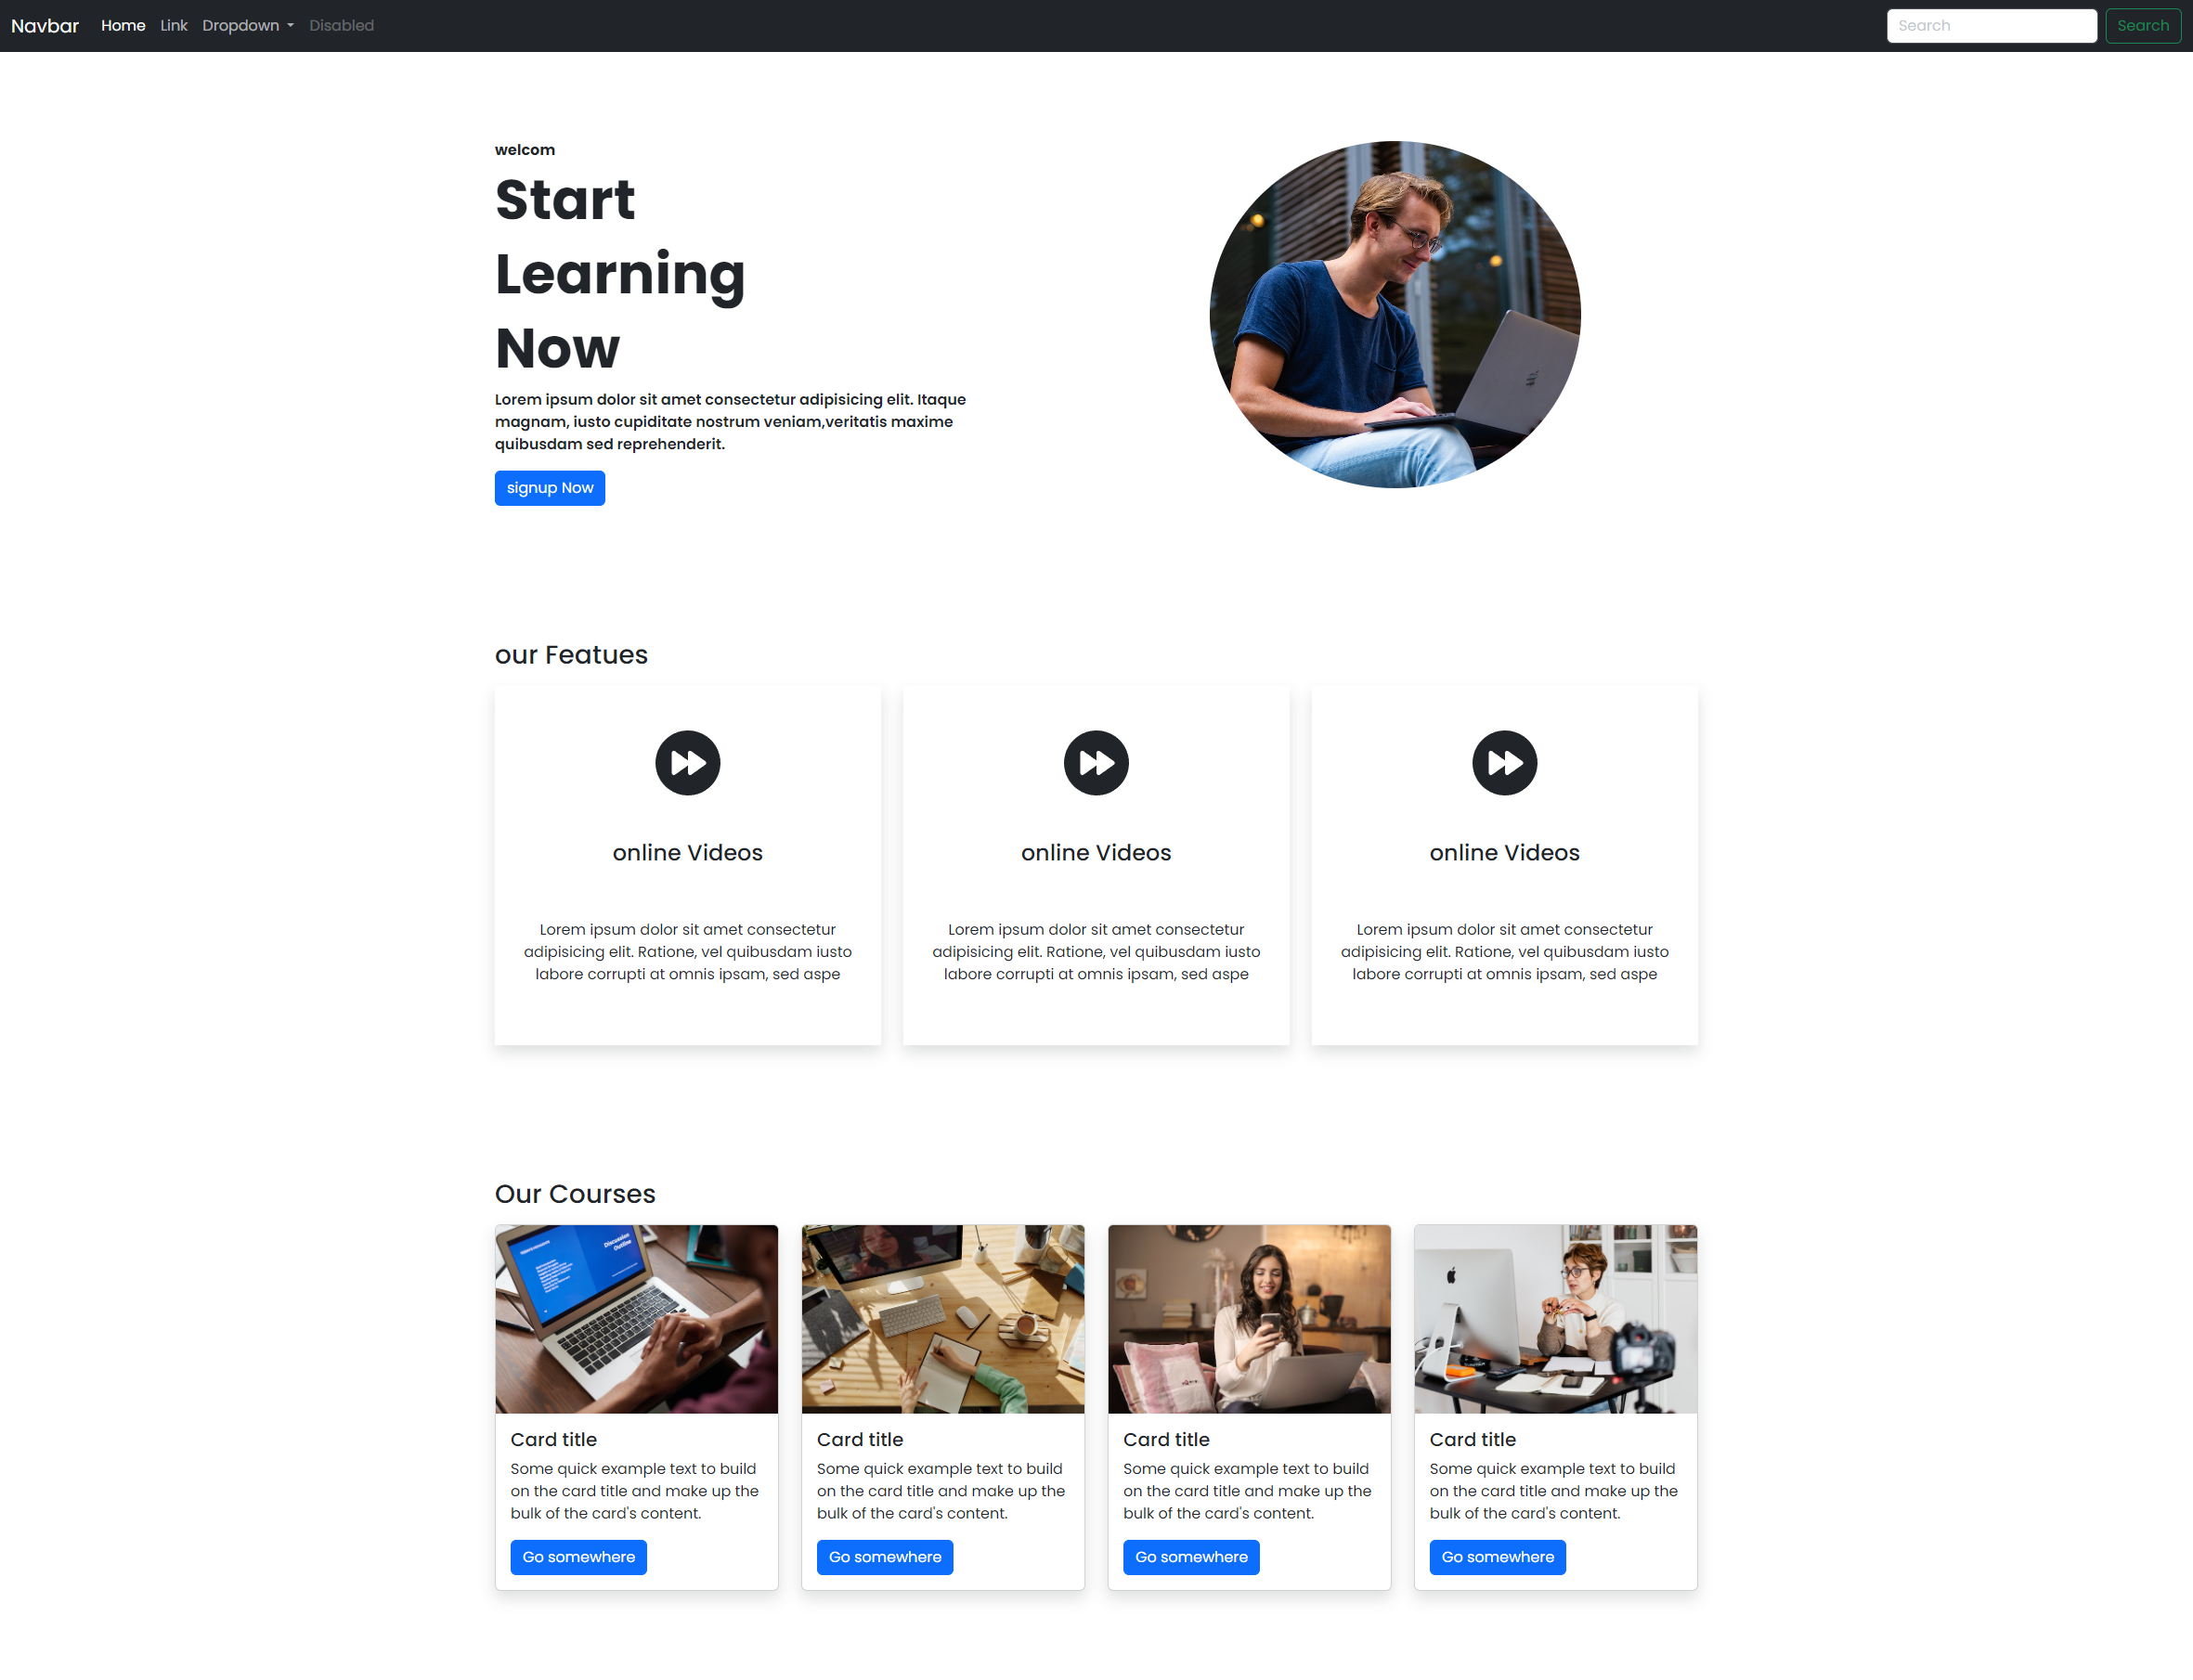 Navbar Home Link Dropdown Disabled Search Search
welcom
Start
Learning
Now
Lorem ipsum dolor sit amet consectetur adipisicing elit. Itaque
magnam, iusto cupiditate nostrum veniam,veritatis maxime
quibusdam sed reprehenderit.
signup Now
our Featues
online Videos
Lorem ipsum dolor sit amet consectetur
adipisicing elit. Ratione, vel quibusdam iusto
labore corrupti at omnis ipsam, sed aspe
online Videos
Lorem ipsum dolor sit amet consectetur
adipisicing elit. Ratione, vel quibusdam iusto
labore corrupti at omnis ipsam, sed aspe
online Videos
Lorem ipsum dolor sit amet consectetur
adipisicing elit. Ratione, vel quibusdam iusto
labore corrupti at omnis ipsam, sed aspe
Our Courses
Discussion
Outline
Card title
Some quick example text to build
on the card title and make up the
bulk of the card's content.
Go somewhere
Card title
Some quick example text to build
on the card title and make up the
bulk of the card's content.
Go somewhere
Card title
Some quick example text to build
on the card title and make up the
bulk of the card's content.
Go somewhere
Card title
Some quick example text to build
on the card title and make up the
bulk of the card's content.
Go somewhere